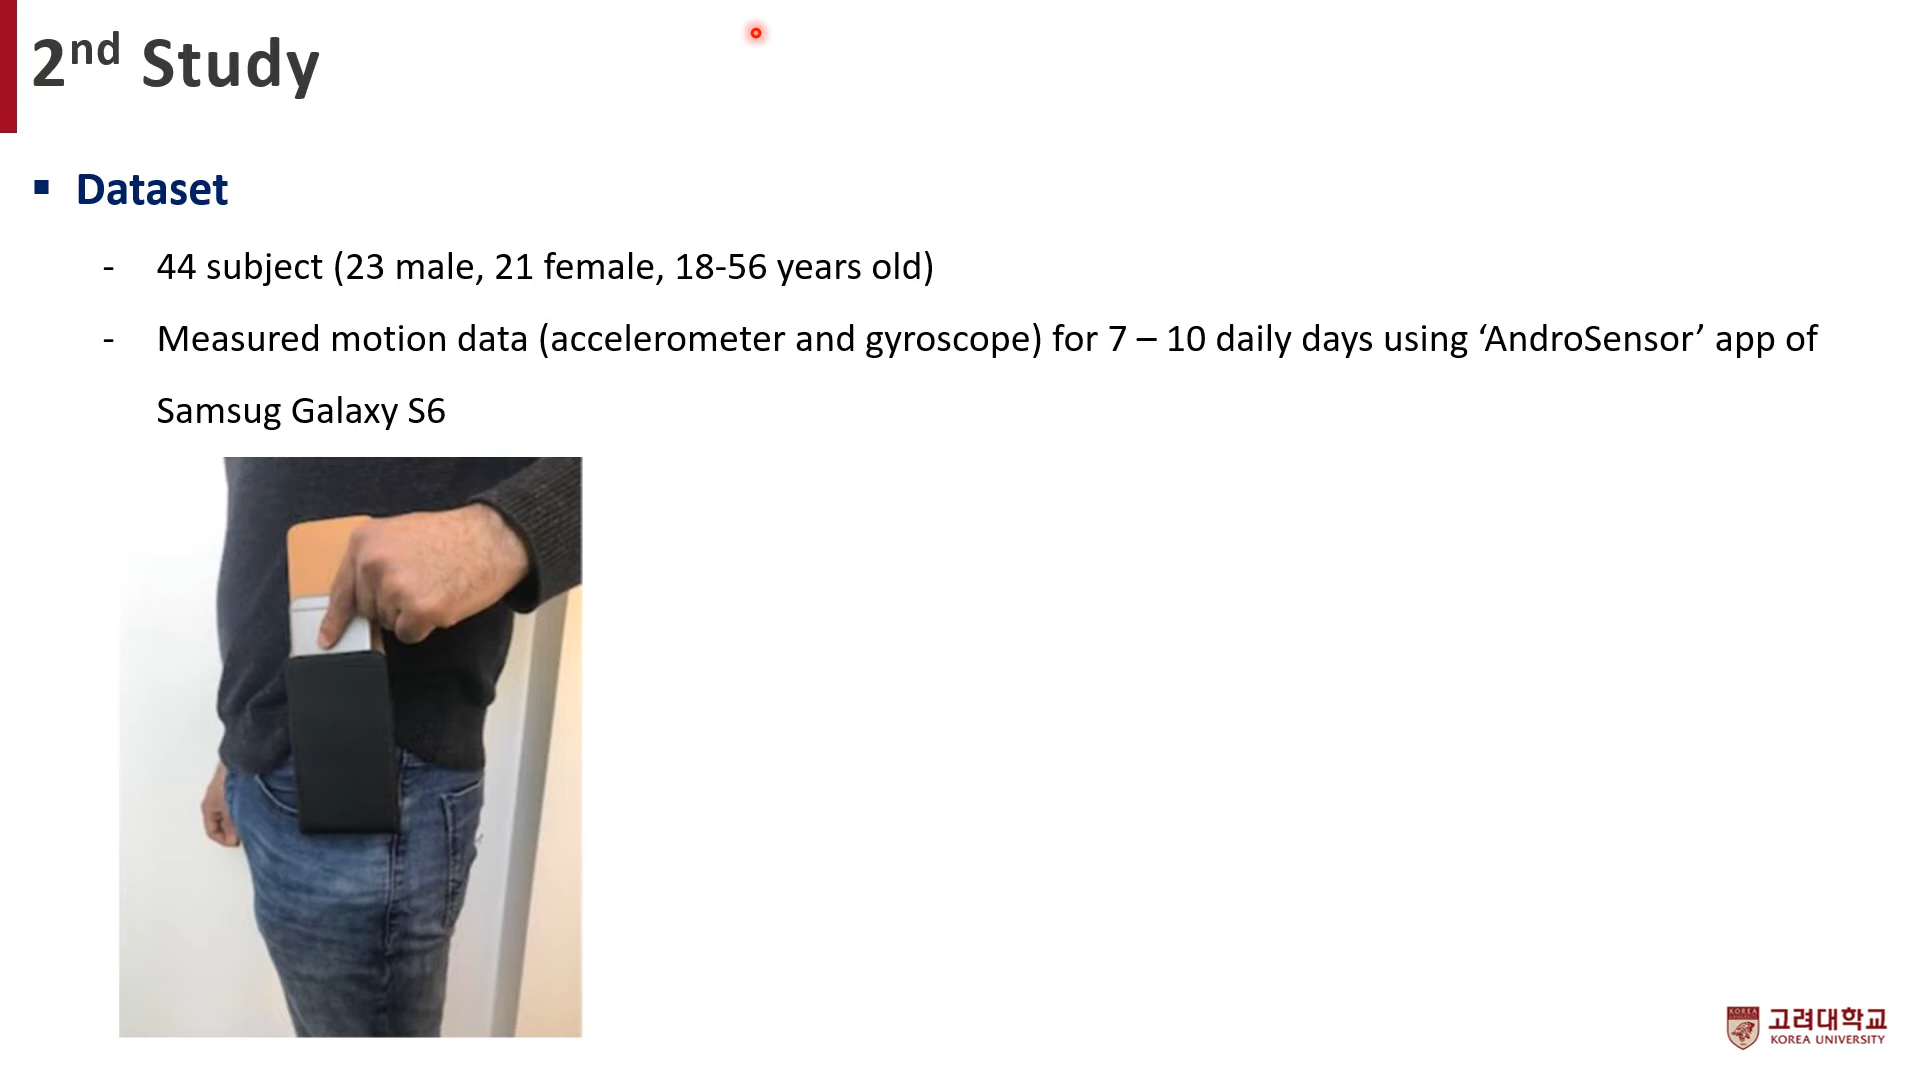 2nd Study
▪ Dataset
- 44 subject (23 male, 21 female, 18-56 years old)
- Measured motion data (accelerometer and gyroscope) for 7 – 10 daily days using ‘AndroSensor’ app of
Samsug Galaxy S6
KOREA
고려대학교
KOREA UNIVERSITY